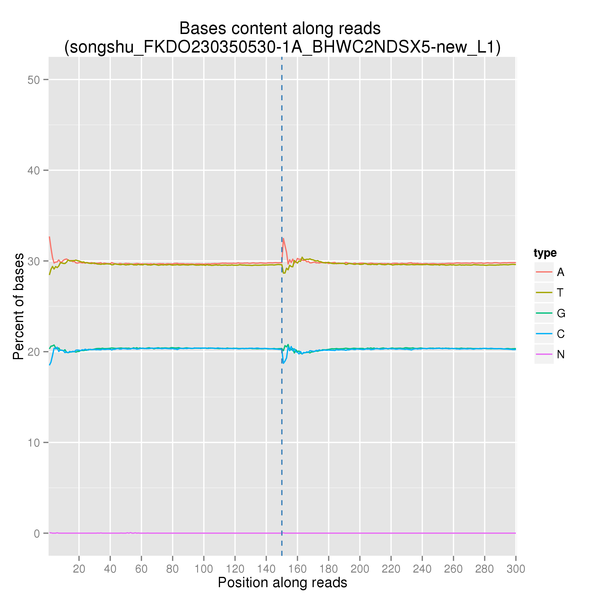 Bases content along reads
(songshu_FKDO230350530-1A_BHWC2NDSX5-new_L1)
50
40
30
20
10
0
Percent of bases
20 40 60 80 100 120 140 160 180 200 220 240 260 280 300
Position along reads
type
A
T
G
C
N